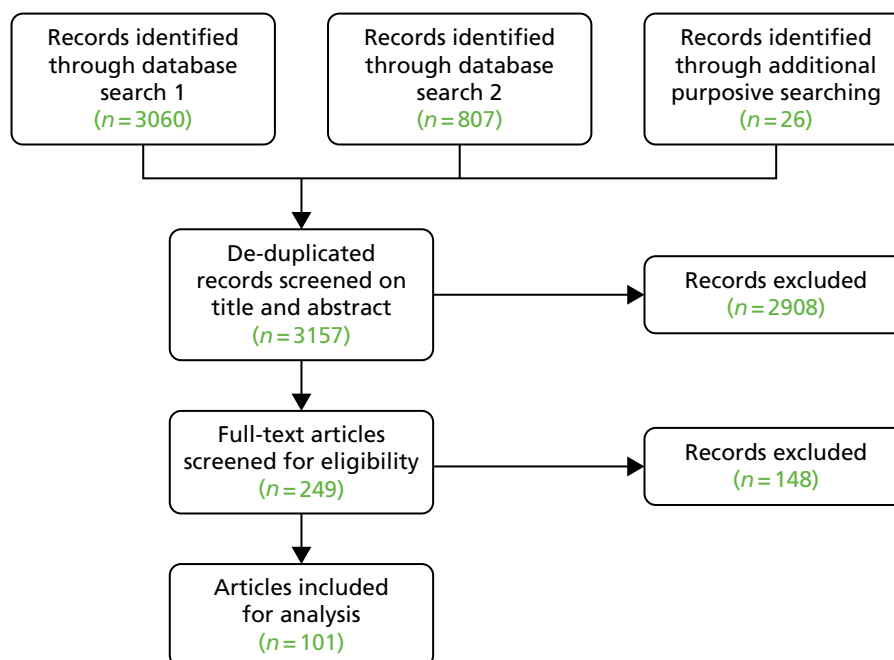 Records identified
through database
search 1
(n=3060)
Records identified
through database
search 2
(n=807)
Records identified
through additional
purposive searching
(n=26)
De-duplicated
records screened on
title and abstract
(n=3157)
Records excluded
(n=2908)
Full-text articles
screened for eligibility
(n=249)
Records excluded
(n=148)
Articles included
for analysis
(n=101)